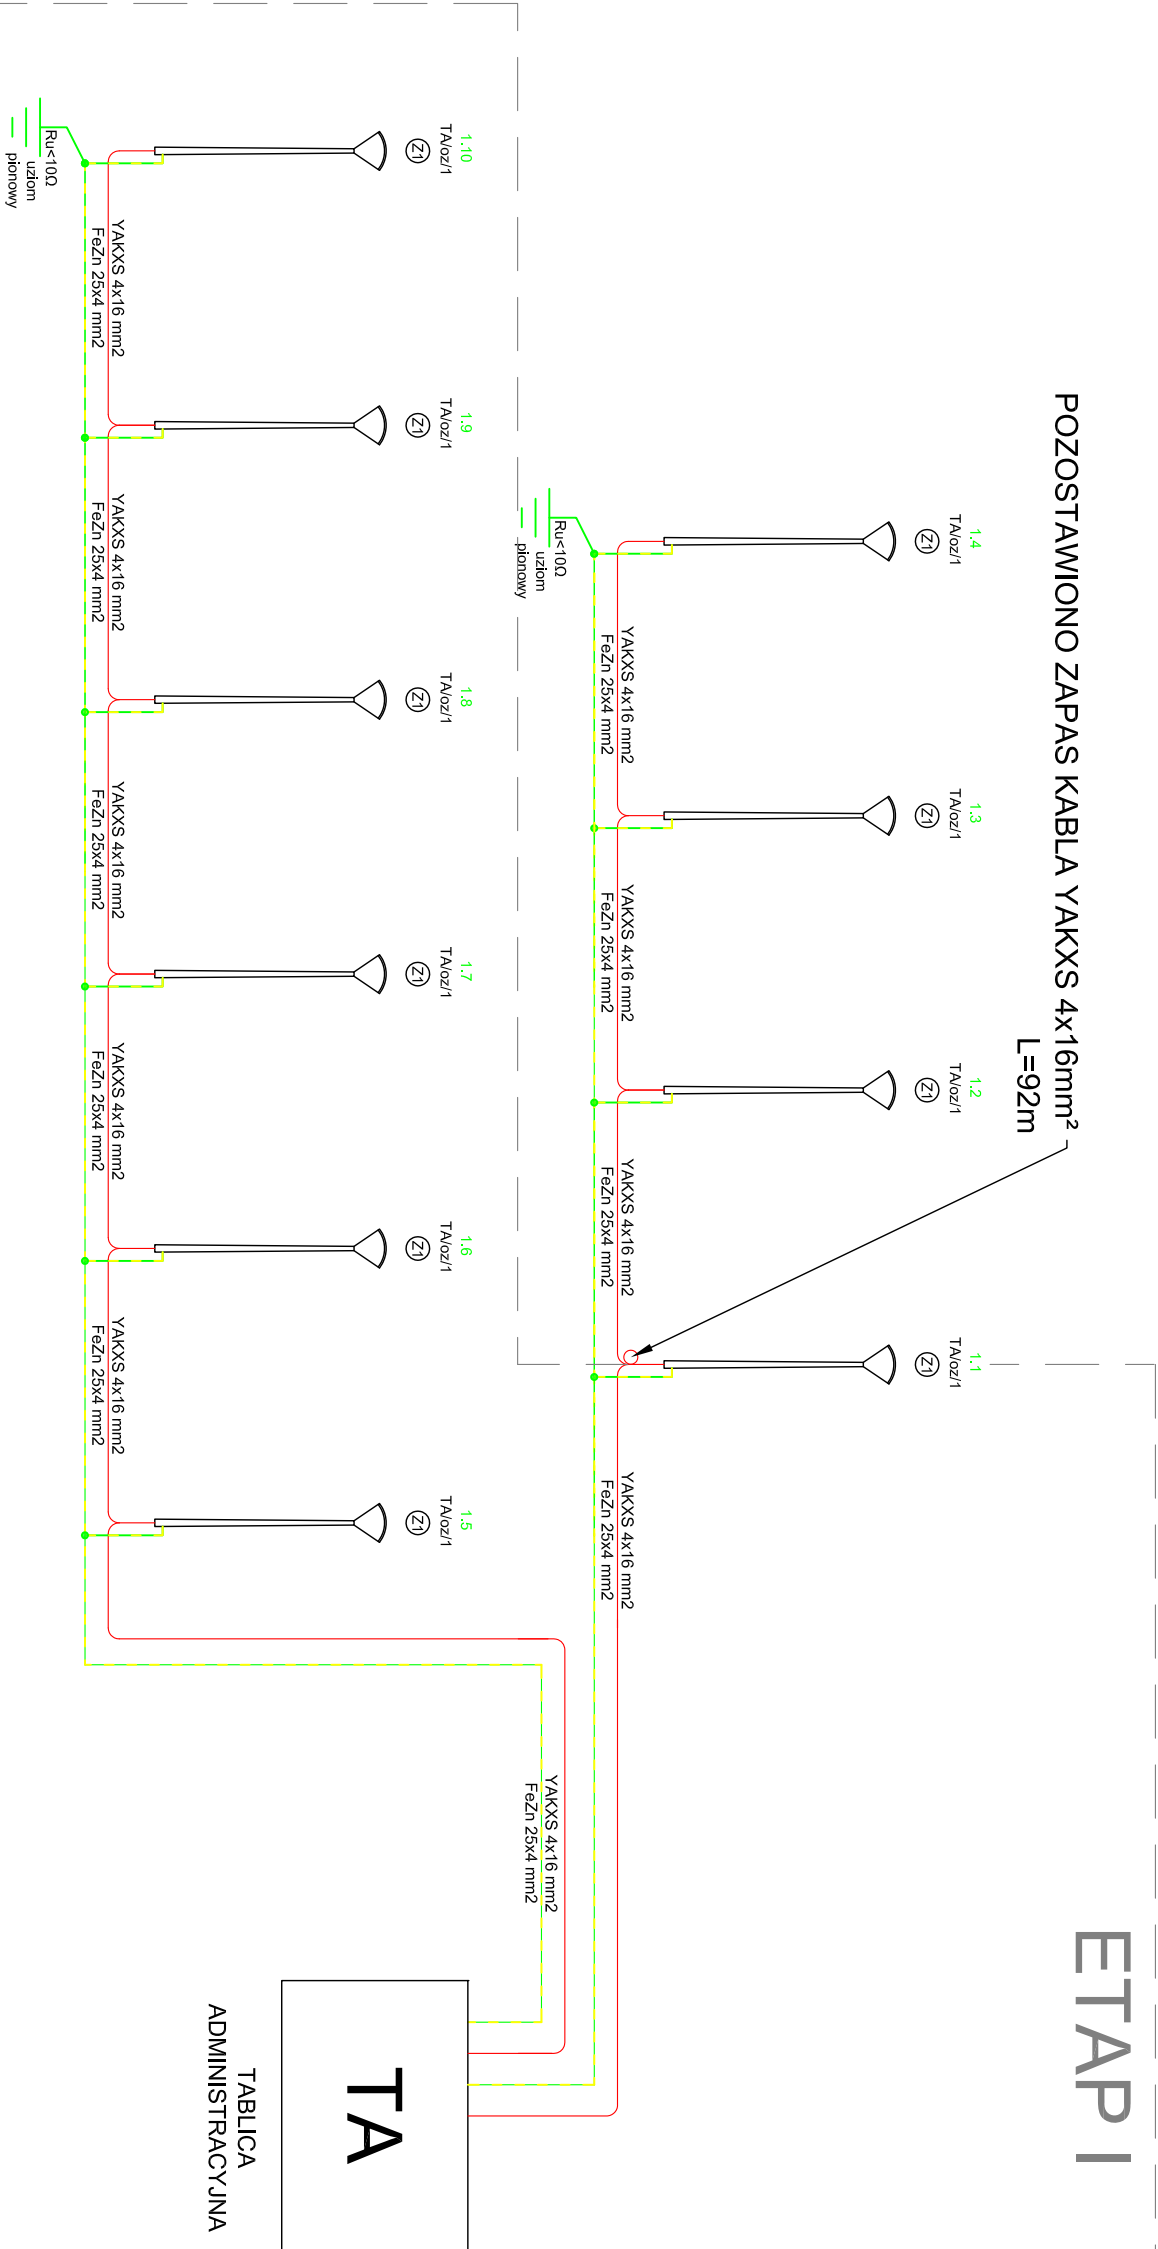 ETAP I
POZOSTAWIONO ZAPAS KABLA YAKXS 4x16mm²
L=92m
1.4
TA/oz/1
Z1
1.3
TA/oz/1
Z1
1.2
TA/oz/1
Z1
1.1
TA/oz/1
Z1
YAKXS 4x16 mm2
FeZn 25x4 mm2
YAKXS 4x16 mm2
FeZn 25x4 mm2
YAKXS 4x16 mm2
FeZn 25x4 mm2
YAKXS 4x16 mm2
FeZn 25x4 mm2
Ru<10Ω
uziom
pionowy
YAKXS 4x16 mm2
FeZn 25x4 mm2
1.10
TA/oz/1
Z1
1.9
TA/oz/1
Z1
1.8
TA/oz/1
Z1
1.7
TA/oz/1
Z1
1.6
TA/oz/1
Z1
1.5
TA/oz/1
Z1
TA
TABLICA
ADMINISTRACYJNA
YAKXS 4x16 mm2
FeZn 25x4 mm2
YAKXS 4x16 mm2
FeZn 25x4 mm2
YAKXS 4x16 mm2
FeZn 25x4 mm2
YAKXS 4x16 mm2
FeZn 25x4 mm2
YAKXS 4x16 mm2
FeZn 25x4 mm2
Ru<10Ω
uziom
pionowy